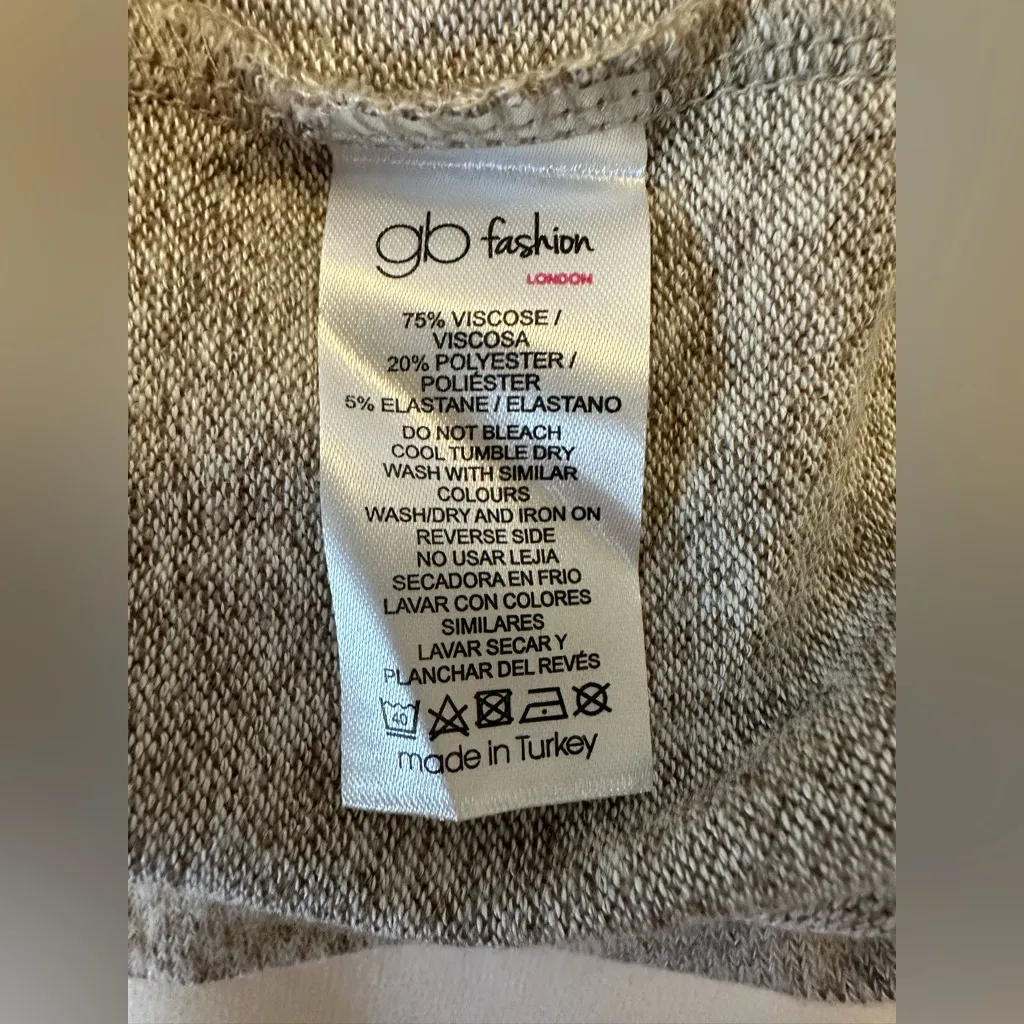 gb fashion
LONDON
75% VISCOSE /
VISCOSA
20% POLYESTER /
POLIÉSTER
5% ELASTANE / ELASTANO
DO NOT BLEACH
COOL TUMBLE DRY
WASH WITH SIMILAR
COLOURS
WASH/DRY AND IRON ON
REVERSE SIDE
NO USAR LEJIA
SECADORA EN FRIO
LAVAR CON COLORES
SIMILARES
LAVAR SECAR Y
PLANCHAR DEL REVÉS
40
made in Turkey